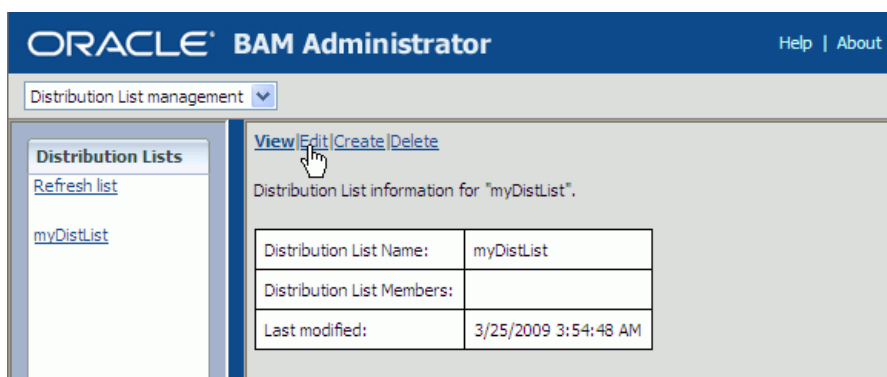 ORACLE BAM Administrator
Help | About
Distribution List management
Distribution Lists
Refresh list
myDistList
View|Edit|Create|Delete
Distribution List information for "myDistList".
Distribution List Name: myDistList
Distribution List Members:
Last modified: 3/25/2009 3:54:48 AM